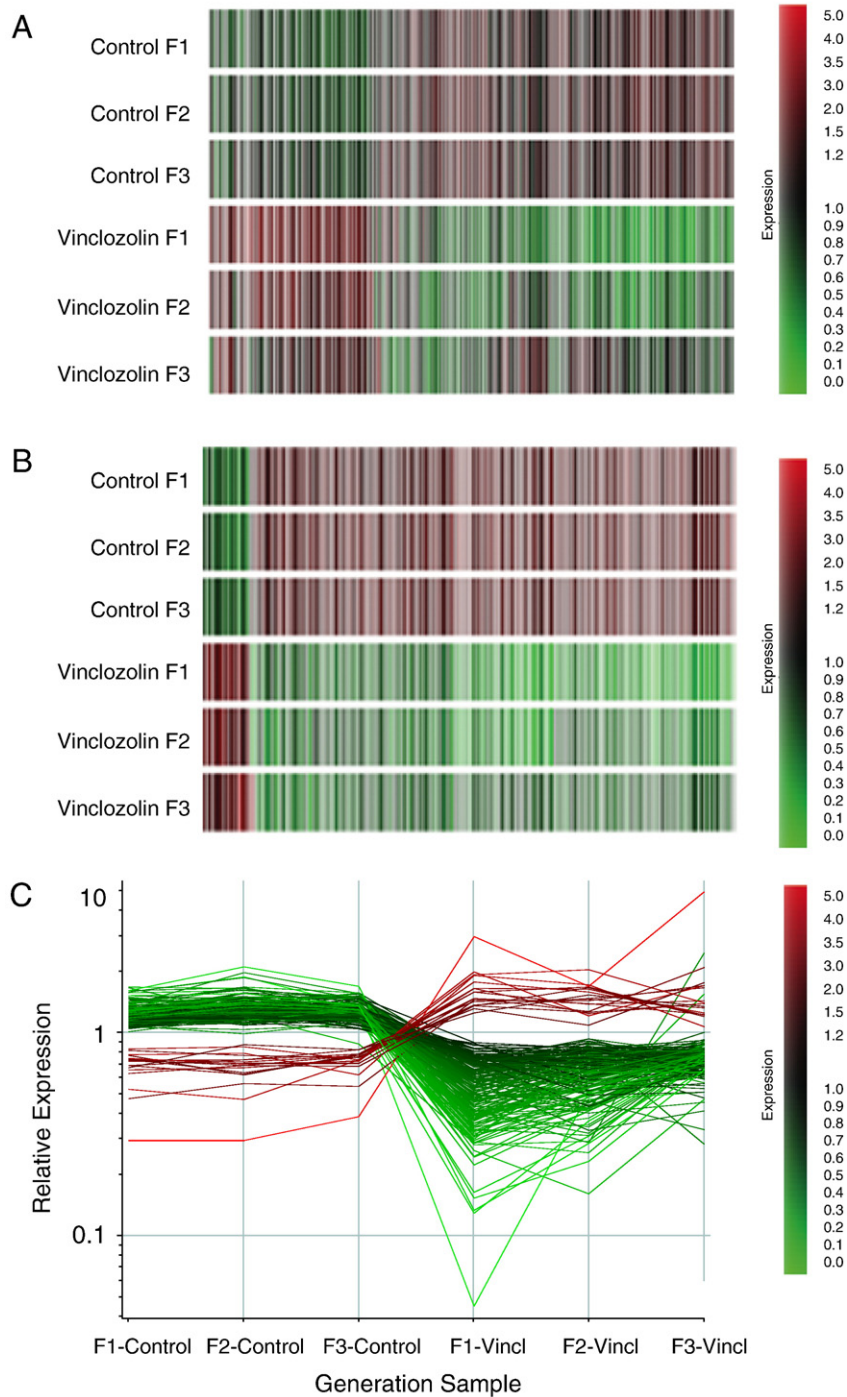 A
Control F1
Control F2
Control F3
Vinclozolin F1
Vinclozolin F2
Vinclozolin F3
Expression
5.0
4.0
3.5
3.0
2.0
1.5
1.2
1.0
0.9
0.8
0.7
0.6
0.5
0.4
0.3
0.2
0.1
0.0
B
Control F1
Control F2
Control F3
Vinclozolin F1
Vinclozolin F2
Vinclozolin F3
Expression
5.0
4.0
3.5
3.0
2.0
1.5
1.2
1.0
0.9
0.8
0.7
0.6
0.5
0.4
0.3
0.2
0.1
0.0
C
Relative Expression
10
1
0.1
F1-Control F2-Control F3-Control F1-Vincl F2-Vincl F3-Vincl
Generation Sample
Expression
5.0
4.0
3.5
3.0
2.0
1.5
1.2
1.0
0.9
0.8
0.7
0.6
0.5
0.4
0.3
0.2
0.1
0.0